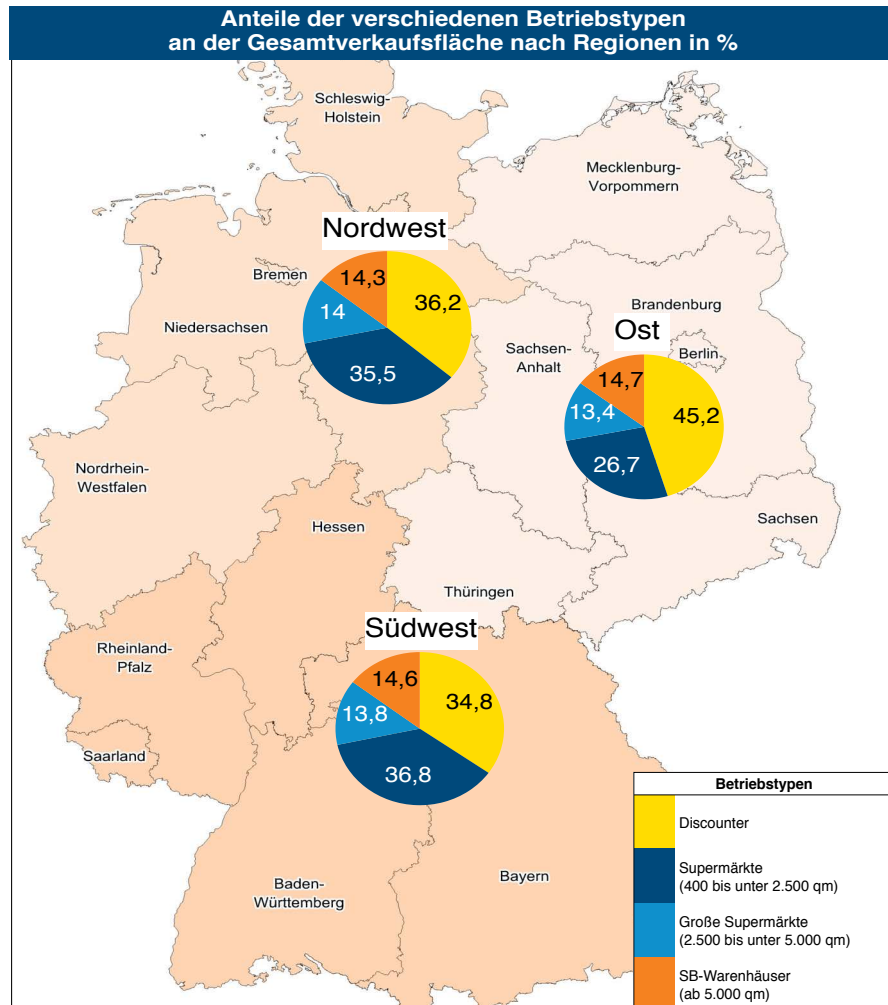 Anteile der verschiedenen Betriebstypen
an der Gesamtverkaufsfläche nach Regionen in %
Schleswig-
Holstein
Mecklenburg-
Vorpommern
Nordwest
Bremen
14,3
36,2
14
35,5
Niedersachsen
Brandenburg
Ost
Berlin
Sachsen-
Anhalt
14,7
45,2
13,4
26,7
Nordrhein-
Westfalen
Hessen
Sachsen
Thüringen
Südwest
Rheinland-
Pfalz
14,6
34,8
13,8
36,8
Saarland
Baden-
Württemberg
Bayern
Betriebstypen
Discounter
Supermärkte
(400 bis unter 2.500 qm)
Große Supermärkte
(2.500 bis unter 5.000 qm)
SB-Warenhäuser
(ab 5.000 qm)